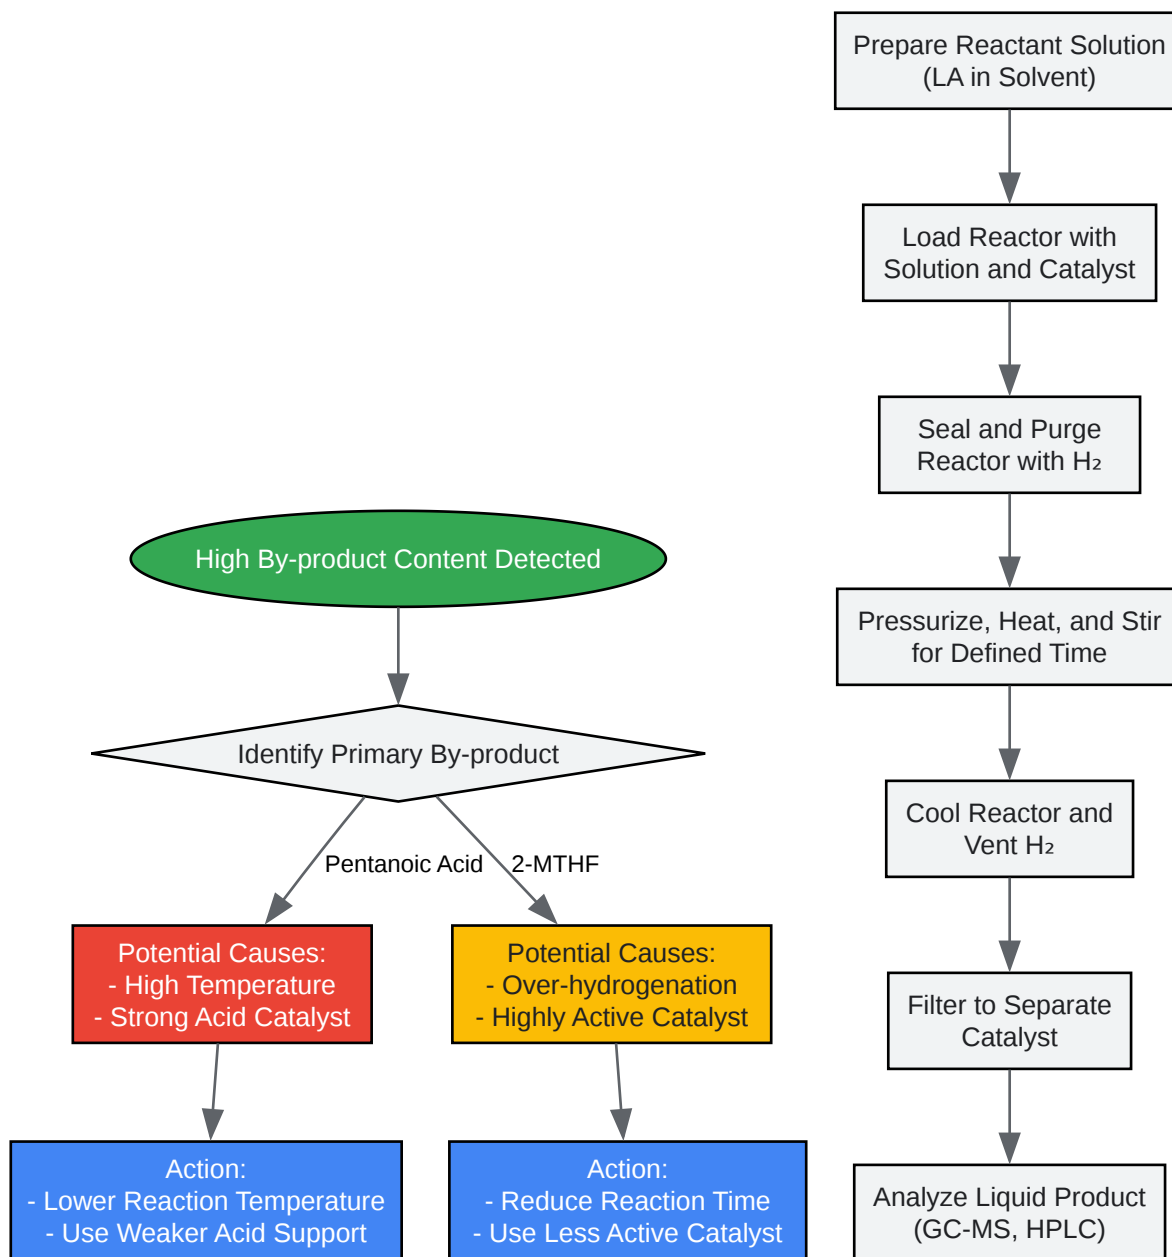 Prepare Reactant Solution
(LA in Solvent)
Load Reactor with
Solution and Catalyst
Seal and Purge
Reactor with H₂
Pressurize, Heat, and Stir
for Defined Time
Cool Reactor and
Vent H₂
Filter to Separate
Catalyst
Analyze Liquid Product
(GC-MS, HPLC)
High By-product Content Detected
Identify Primary By-product
Pentanoic Acid
2-MTHF
Potential Causes:
- High Temperature
- Strong Acid Catalyst
Potential Causes:
- Over-hydrogenation
- Highly Active Catalyst
Action:
- Lower Reaction Temperature
- Use Weaker Acid Support
Action:
- Reduce Reaction Time
- Use Less Active Catalyst